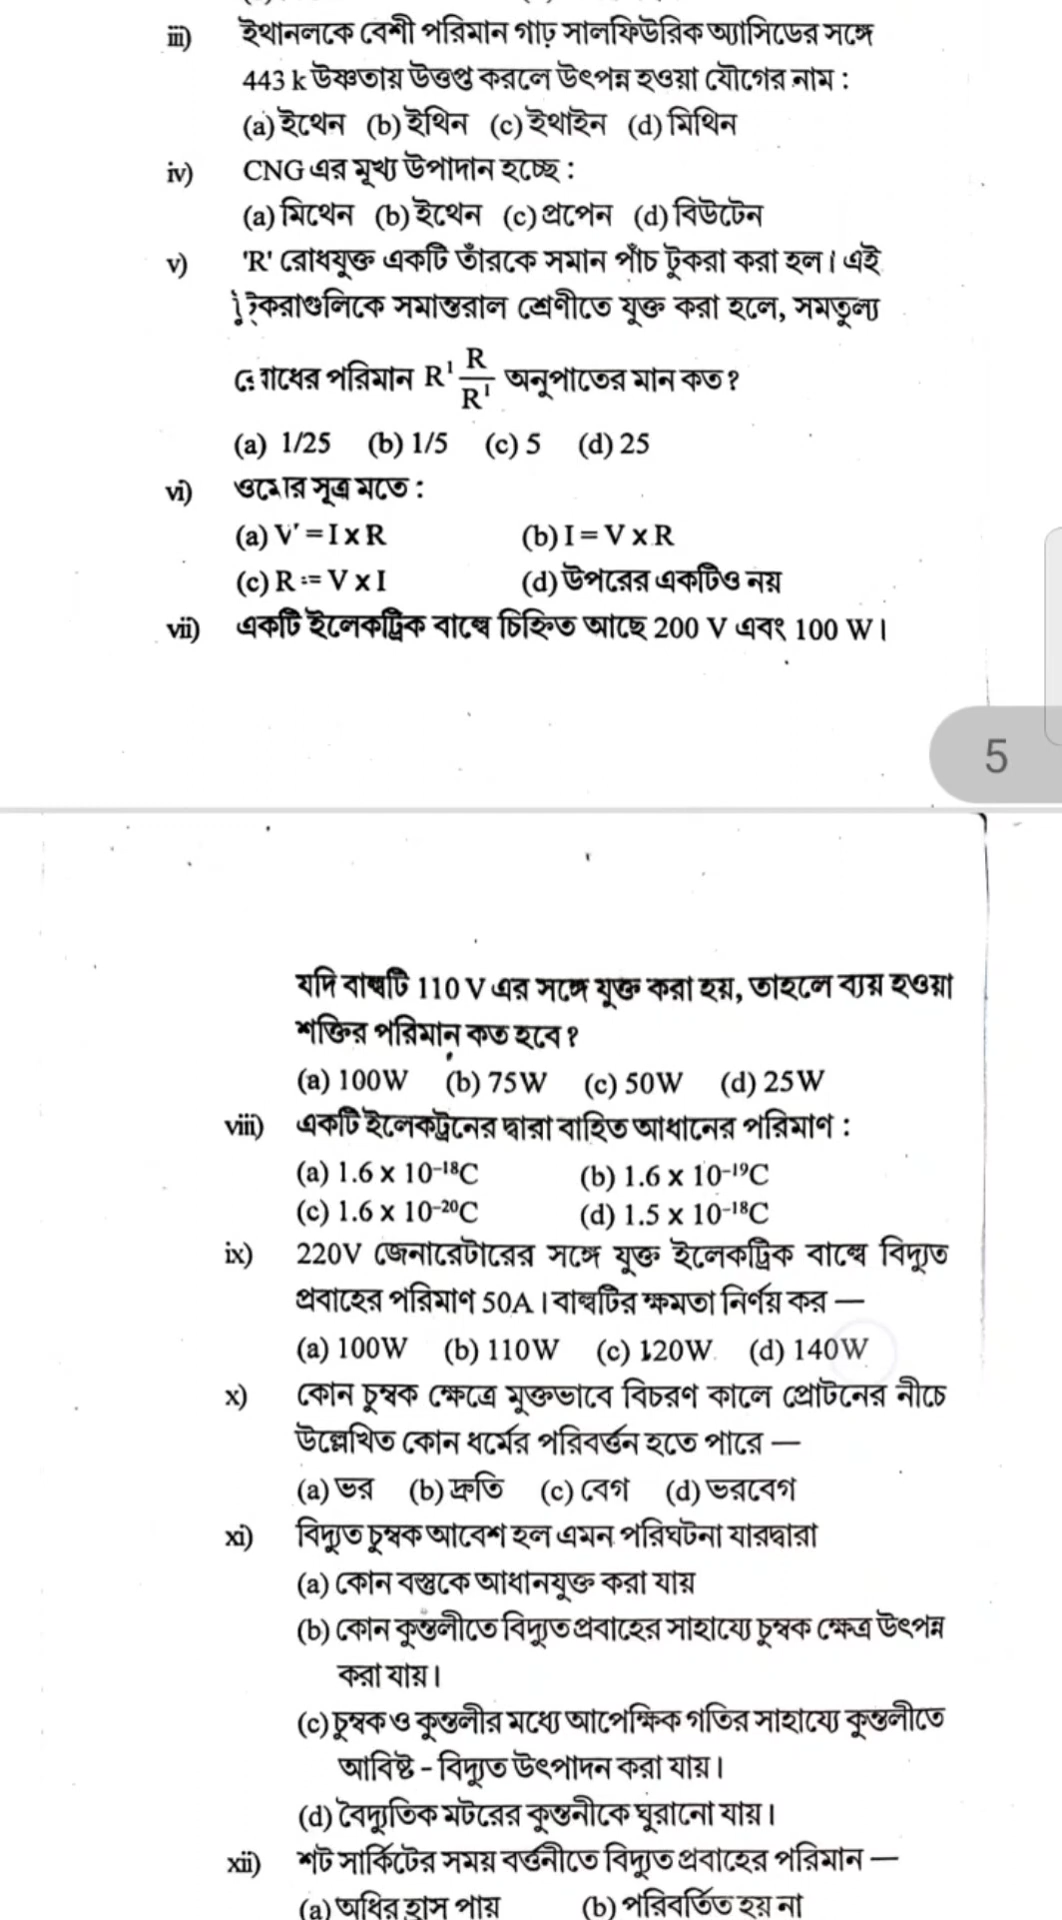 iii) ইথানলকে বেশী পরিমান গাঢ় সালফিউরিক অ্যাসিডের সঙ্গে
443 k উষ্ণতায় উত্তপ্ত করলে উৎপন্ন হওয়া যৌগের নাম :
(a) ইথেন (b) ইথিন (c) ইথাইন (d) মিথিন
iv) CNG এর মূখ্য উপাদান হচ্ছে :
(a) মিথেন (b) ইথেন (c) প্রপেন (d) বিউটেন
v) 'R' রোধযুক্ত একটি তাঁরকে সমান পাঁচ টুকরা করা হল। এই
টুকরাগুলিকে সমান্তরাল শ্রেণীতে যুক্ত করা হলে, সমতুল্য
রোধের পরিমান R¹ R/R¹ অনুপাতের মান কত?
(a) 1/25 (b) 1/5 (c) 5 (d) 25
vi) ওমের সূত্র মতে :
(a) V = I x R (b) I = V x R
(c) R = V x I (d) উপরের একটিও নয়
vii) একটি ইলেকট্রিক বাল্বে চিহ্নিত আছে 200 V এবং 100 W।
5
যদি বাল্বটি 110 V এর সঙ্গে যুক্ত করা হয়, তাহলে ব্যয় হওয়া
শক্তির পরিমান কত হবে?
(a) 100W (b) 75W (c) 50W (d) 25W
viii) একটি ইলেকট্রনের দ্বারা বাহিত আধানের পরিমাণ :
(a) 1.6 x 10⁻¹⁸C (b) 1.6 x 10⁻¹⁹C
(c) 1.6 x 10⁻²⁰C (d) 1.5 x 10⁻¹⁸C
ix) 220V জেনারেটারের সঙ্গে যুক্ত ইলেকট্রিক বাল্বে বিদ্যুত
প্রবাহের পরিমাণ 50A। বাল্বটির ক্ষমতা নির্ণয় কর —
(a) 100W (b) 110W (c) 120W (d) 140W
x) কোন চুম্বক ক্ষেত্রে মুক্তভাবে বিচরণ কালে প্রোটনের নীচে
উল্লেখিত কোন ধর্মের পরিবর্ত্তন হতে পারে —
(a) ভর (b) দ্রুতি (c) বেগ (d) ভরবেগ
xi) বিদ্যুত চুম্বক আবেশ হল এমন পরিঘটনা যারদ্বারা
(a) কোন বস্তুকে আধানযুক্ত করা যায়
(b) কোন কুন্ডলীতে বিদ্যুত প্রবাহের সাহায্যে চুম্বক ক্ষেত্র উৎপন্ন
করা যায়।
(c) চুম্বক ও কুন্ডলীর মধ্যে আপেক্ষিক গতির সাহায্যে কুন্ডলীতে
আবিষ্ট - বিদ্যুত উৎপাদন করা যায়।
(d) বৈদ্যুতিক মটরের কুন্ডনীকে ঘুরানো যায়।
xii) শর্ট সার্কিটের সময় বর্ত্তনীতে বিদ্যুত প্রবাহের পরিমান —
(a) অধির হ্রাস পায় (b) পরিবর্তিত হয় না